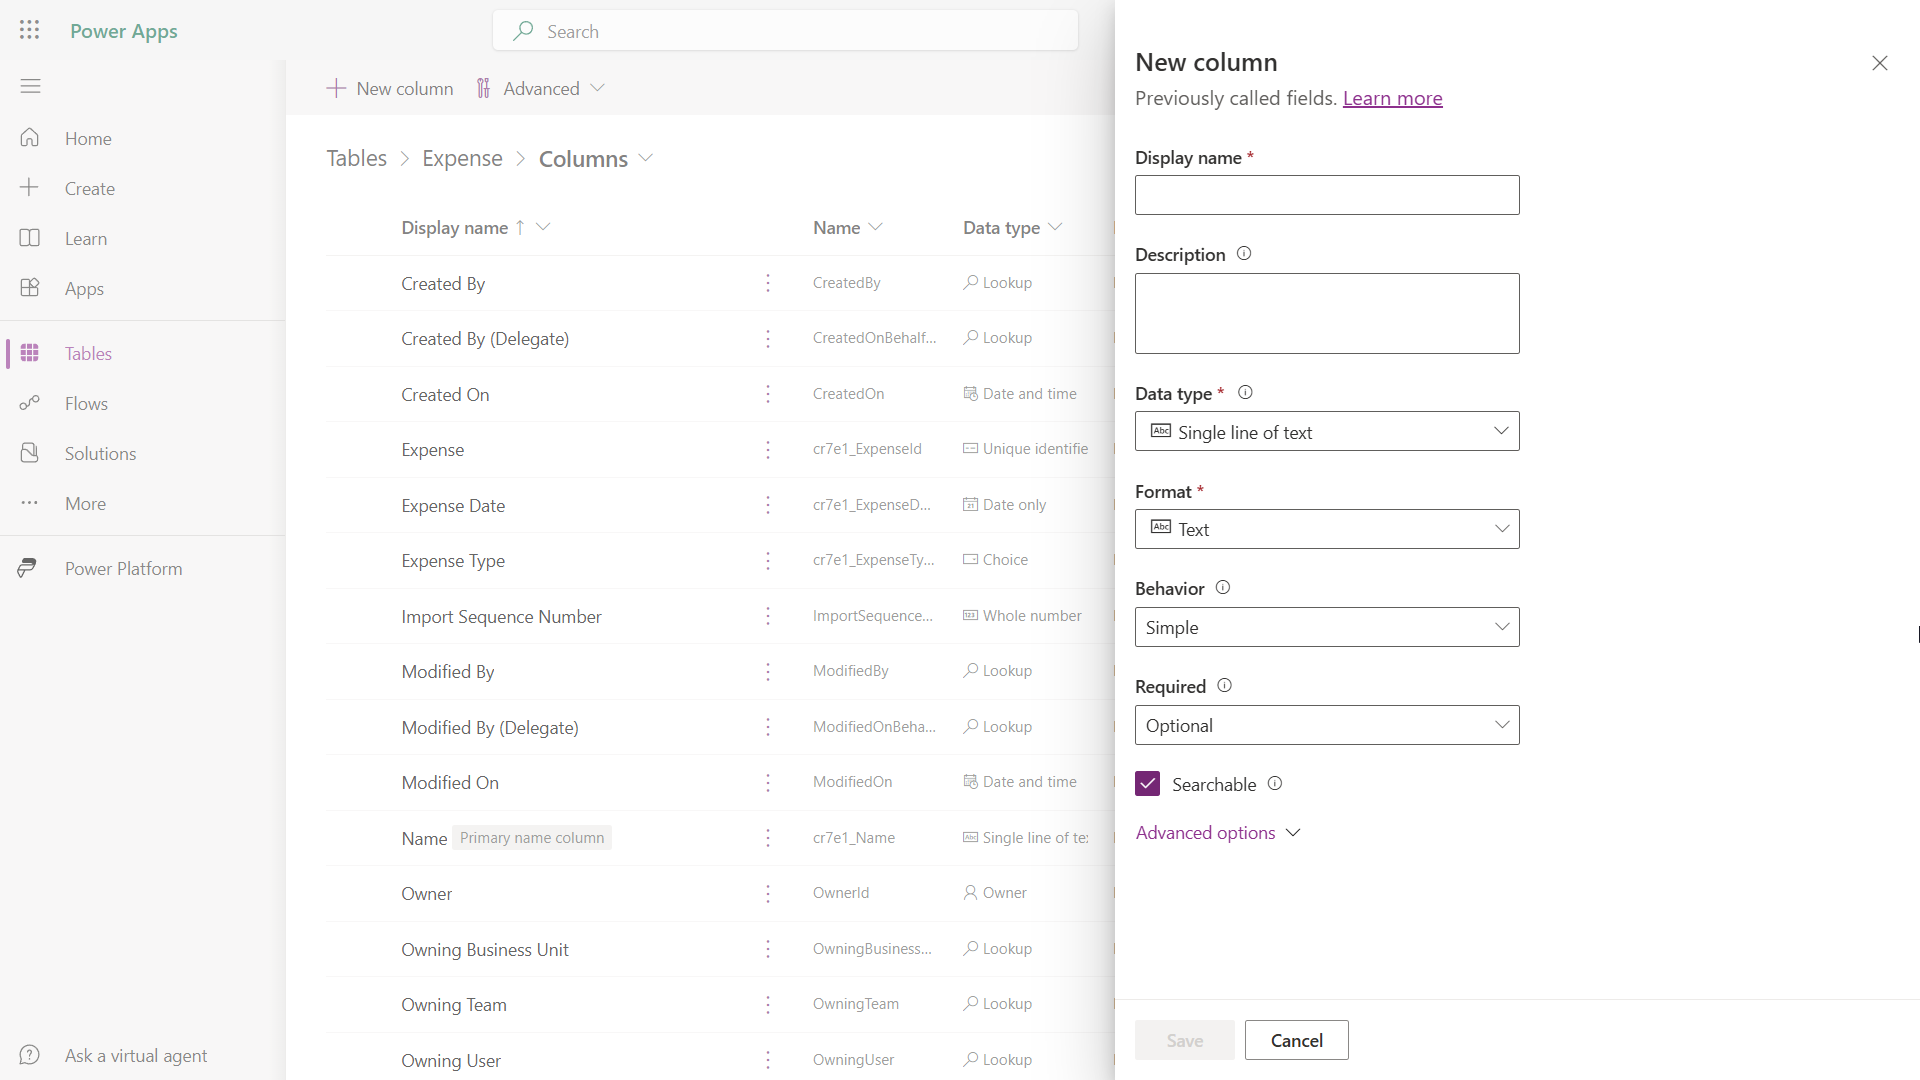 Power Apps
Search
Home
Create
Learn
Apps
Tables
Flows
Solutions
More
Power Platform
Ask a virtual agent
New column
Advanced
Tables > Expense > Columns
Display name ↑ Name Data type
Created By CreatedBy Lookup
Created By (Delegate) CreatedOnBehalf... Lookup
Created On CreatedOn Date and time
Expense cr7e1_ExpenseId Unique identifie
Expense Date cr7e1_ExpenseD... Date only
Expense Type cr7e1_ExpenseTy... Choice
Import Sequence Number ImportSequence... Whole number
Modified By ModifiedBy Lookup
Modified By (Delegate) ModifiedOnBeha... Lookup
Modified On ModifiedOn Date and time
Name Primary name column cr7e1_Name Abc Single line of te
Owner OwnerId Owner
Owning Business Unit OwningBusiness... Lookup
Owning Team OwningTeam Lookup
Owning User OwningUser Lookup
New column
Previously called fields. Learn more
Display name *
Description
Data type *
Abc Single line of text
Format *
Abc Text
Behavior
Simple
Required
Optional
Searchable
Advanced options
Save
Cancel